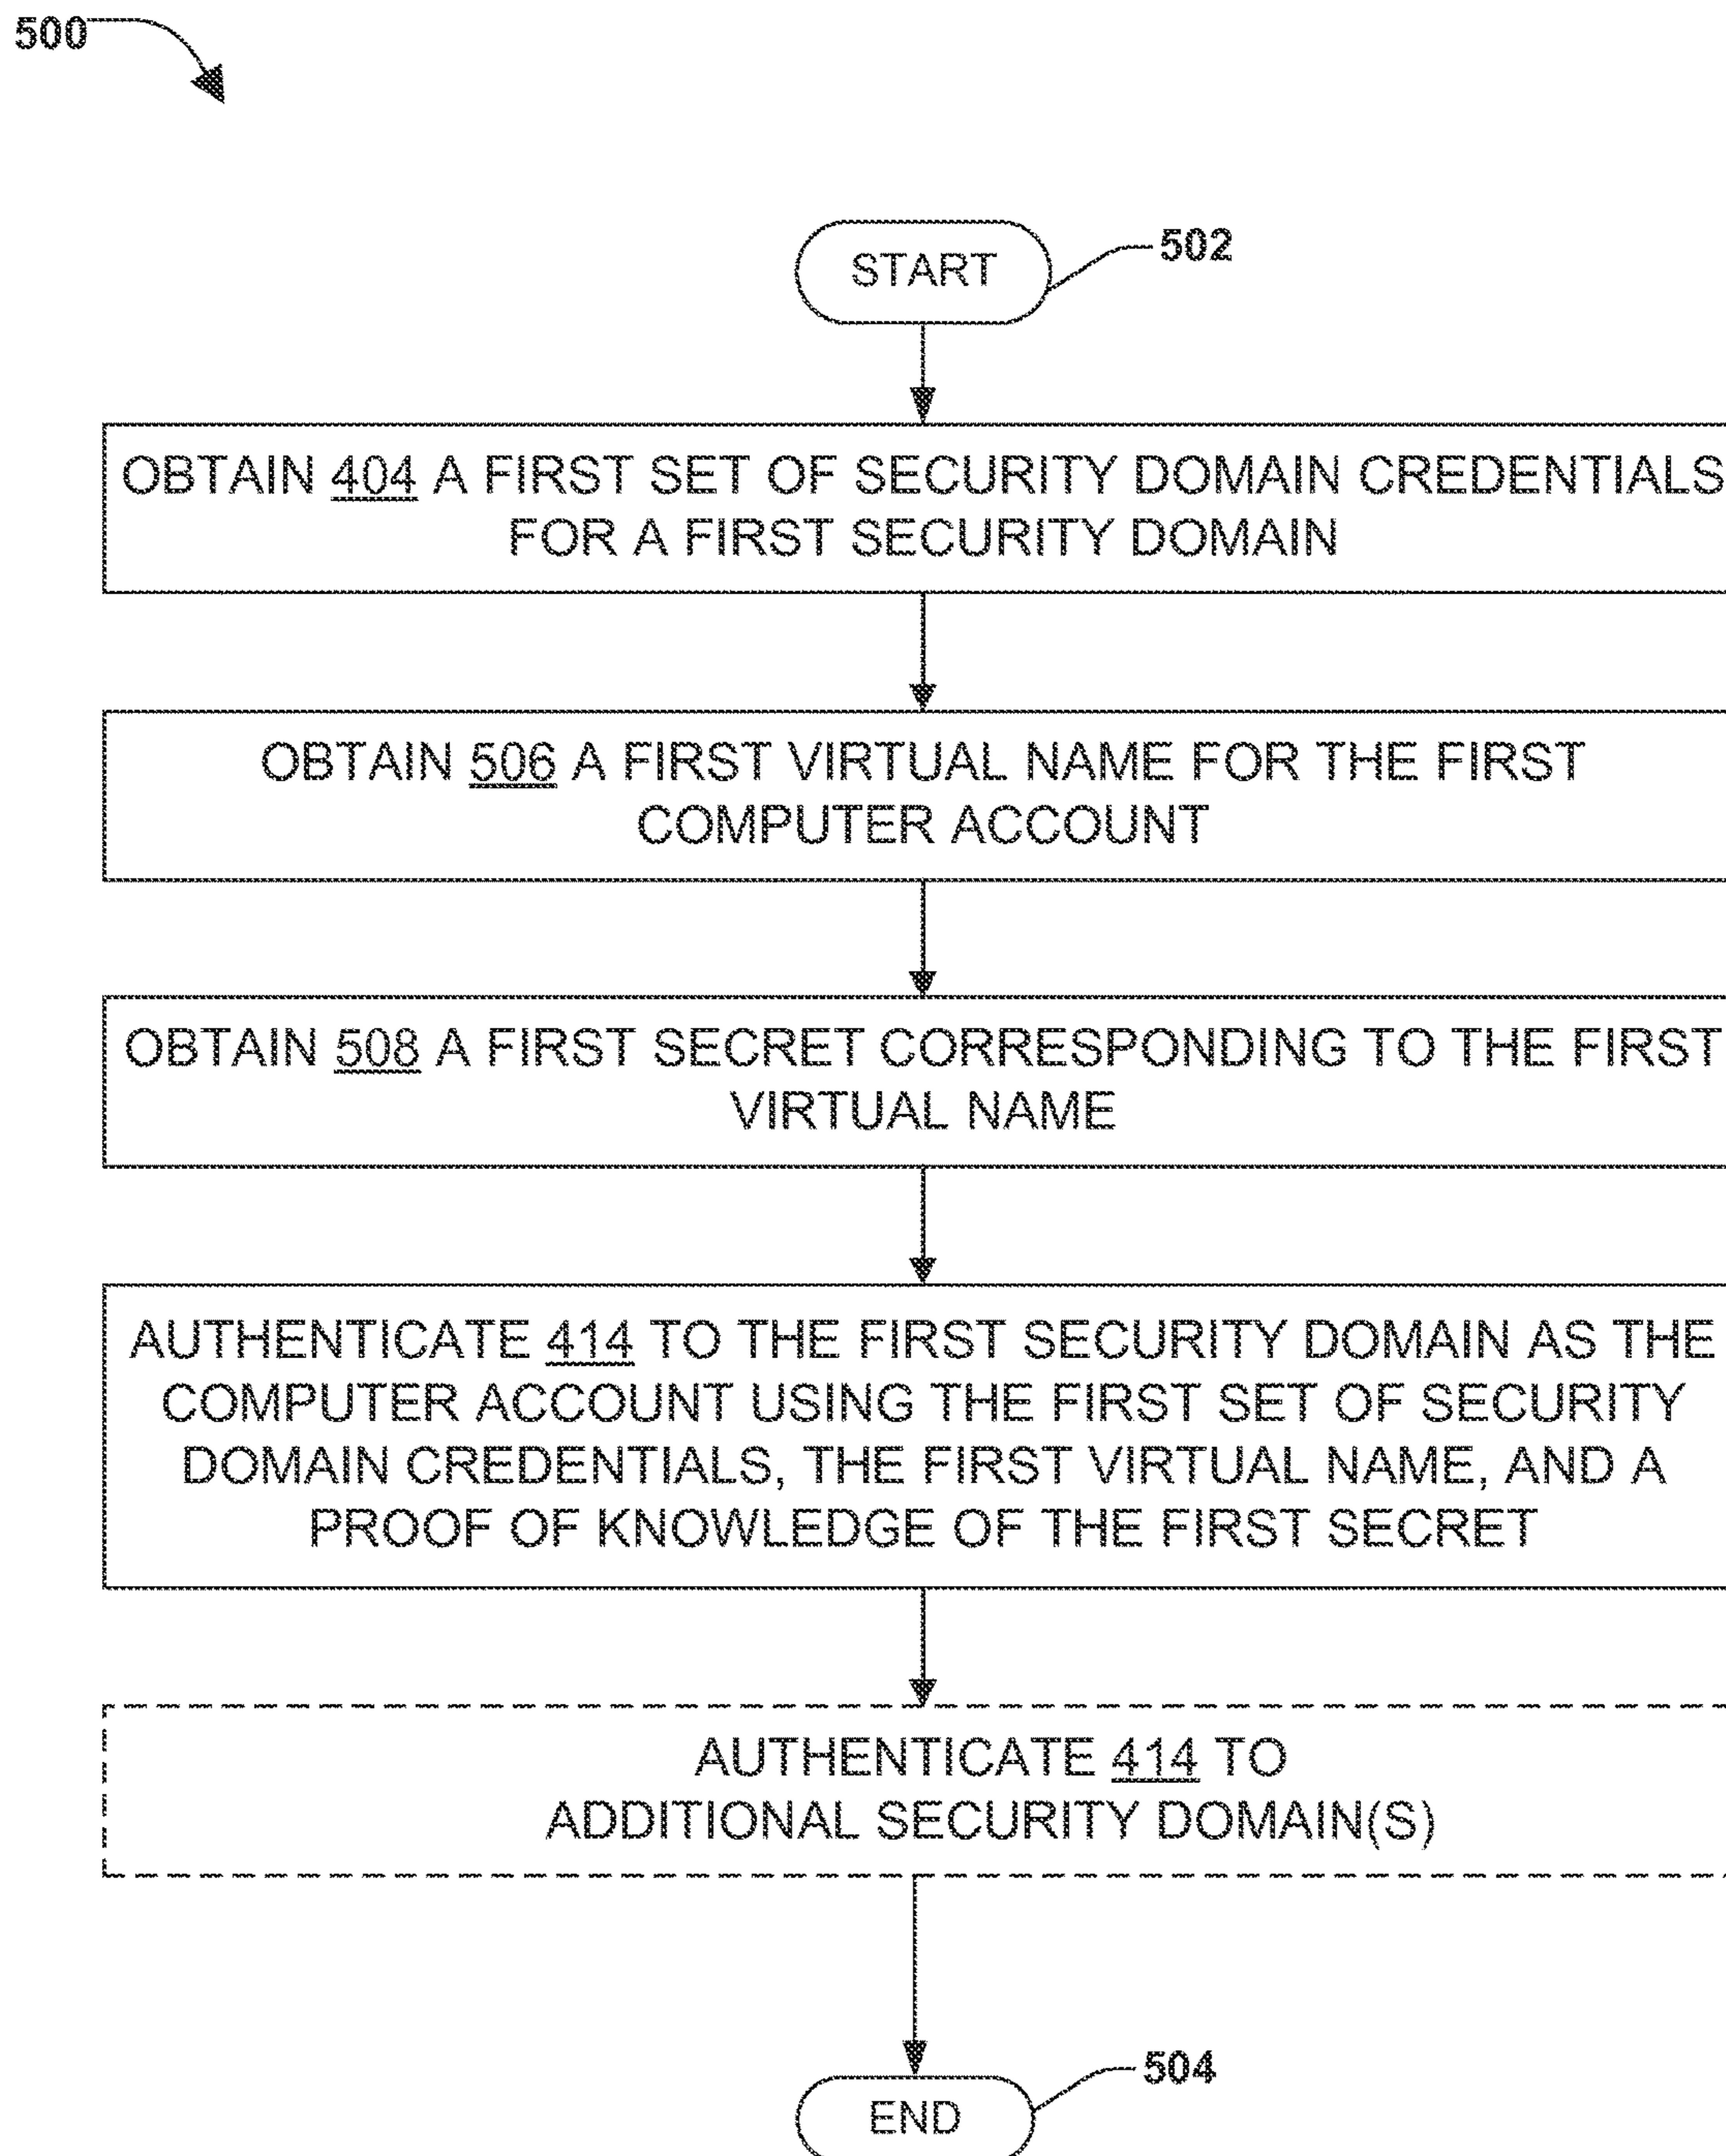 500
START
502
OBTAIN 404 A FIRST SET OF SECURITY DOMAIN CREDENTIALS
FOR A FIRST SECURITY DOMAIN
OBTAIN 506 A FIRST VIRTUAL NAME FOR THE FIRST
COMPUTER ACCOUNT
OBTAIN 508 A FIRST SECRET CORRESPONDING TO THE FIRST
VIRTUAL NAME
AUTHENTICATE 414 TO THE FIRST SECURITY DOMAIN AS THE
COMPUTER ACCOUNT USING THE FIRST SET OF SECURITY
DOMAIN CREDENTIALS, THE FIRST VIRTUAL NAME, AND A
PROOF OF KNOWLEDGE OF THE FIRST SECRET
AUTHENTICATE 414 TO
ADDITIONAL SECURITY DOMAIN(S)
504
END